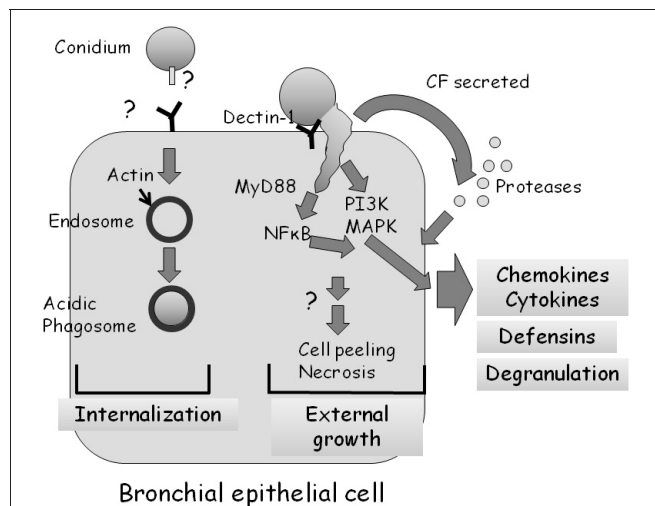 Conidium
?
?
Dectin-1
CF secreted
Actin
Endosome
Acidic
Phagosome
MyD88
NFκB
PI3K
MAPK
Proteases
?
Cell peeling
Necrosis
Chemokines
Cytokines
Defensins
Degranulation
Internalization
External
growth
Bronchial epithelial cell